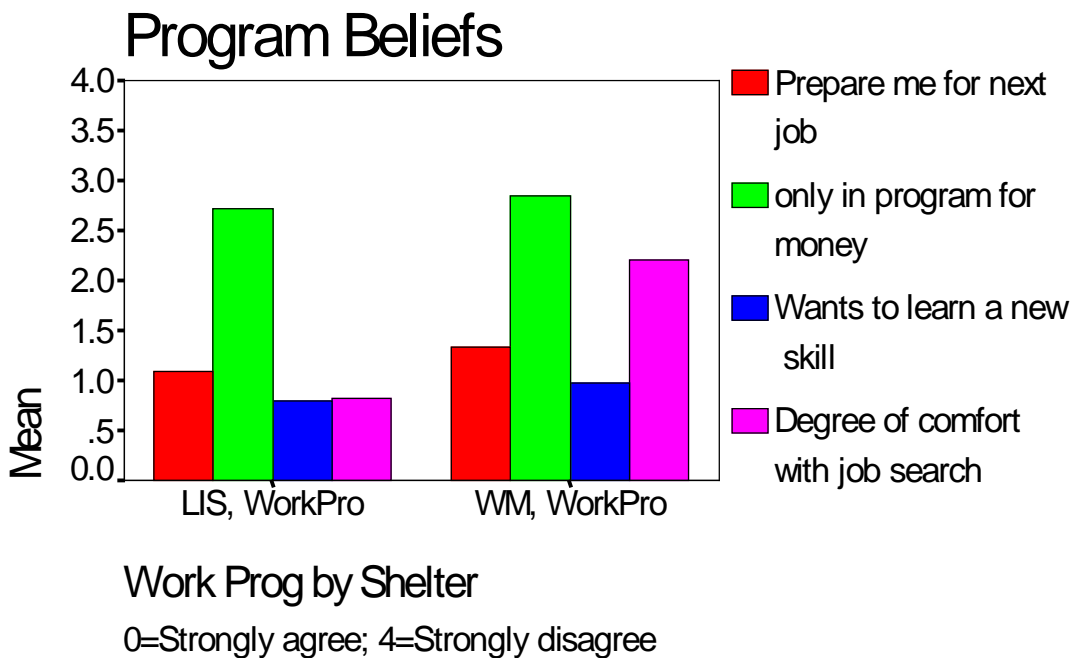 Program Beliefs
4.0
3.5
3.0
2.5
2.0
1.5
1.0
.5
0.0
Mean
LIS, WorkPro
WM, WorkPro
Work Prog by Shelter
0=Strongly agree; 4=Strongly disagree
Prepare me for next
job
only in program for
money
Wants to learn a new
skill
Degree of comfort
with job search